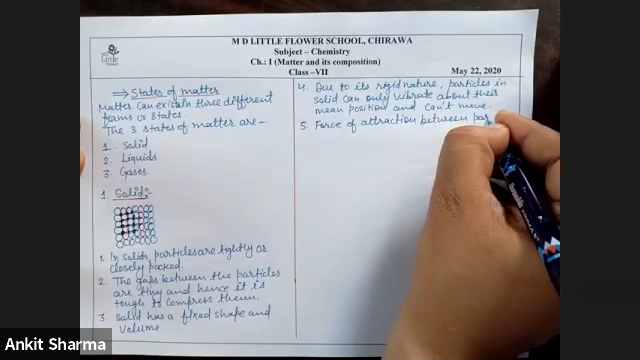 M D LITTLE FLOWER SCHOOL, CHIRAWA
Subject – Chemistry
Ch.: I (Matter and its composition)
Class –VII
May 22, 2020
Little
⇒ States of matter
Matter Can exist in three different
forms or States.
The 3 states of matter are –
1. Solid
2. Liquids
3. Gases
1. Solid:
1. In solid, particles are tightly or
closely packed.
2. The gaps between the particles
are tiny and hence it is
tough to compress them.
3. Solid has a fixed shape and
volume.
4. Due to its rigid nature, particles in
solid can only vibrate about their
mean position and can't move.
5. Force of attraction between par
Ankit Sharma